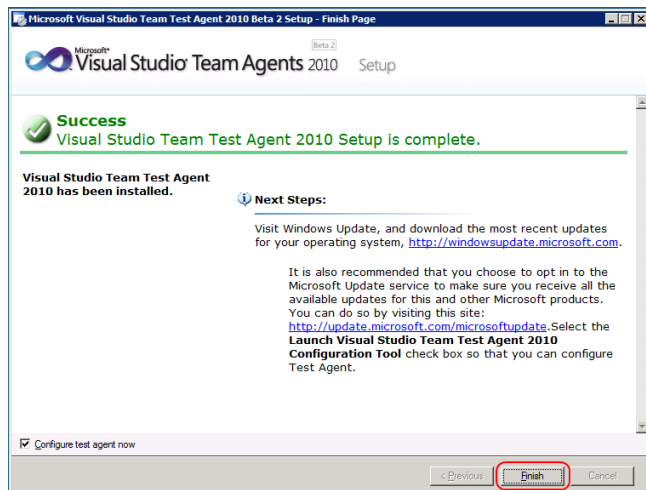 Microsoft Visual Studio Team Test Agent 2010 Beta 2 Setup - Finish Page
Beta 2
Microsoft®
Visual Studio® Team Agents 2010 Setup
Success
Visual Studio Team Test Agent 2010 Setup is complete.
Visual Studio Team Test Agent
2010 has been installed.
Next Steps:
Visit Windows Update, and download the most recent updates
for your operating system, http://windowsupdate.microsoft.com.
It is also recommended that you choose to opt in to the
Microsoft Update service to make sure you receive all the
available updates for this and other Microsoft products.
You can do so by visiting this site:
http://update.microsoft.com/microsoftupdate.Select the
Launch Visual Studio Team Test Agent 2010
Configuration Tool check box so that you can configure
Test Agent.
Configure test agent now
< Previous Finish Cancel